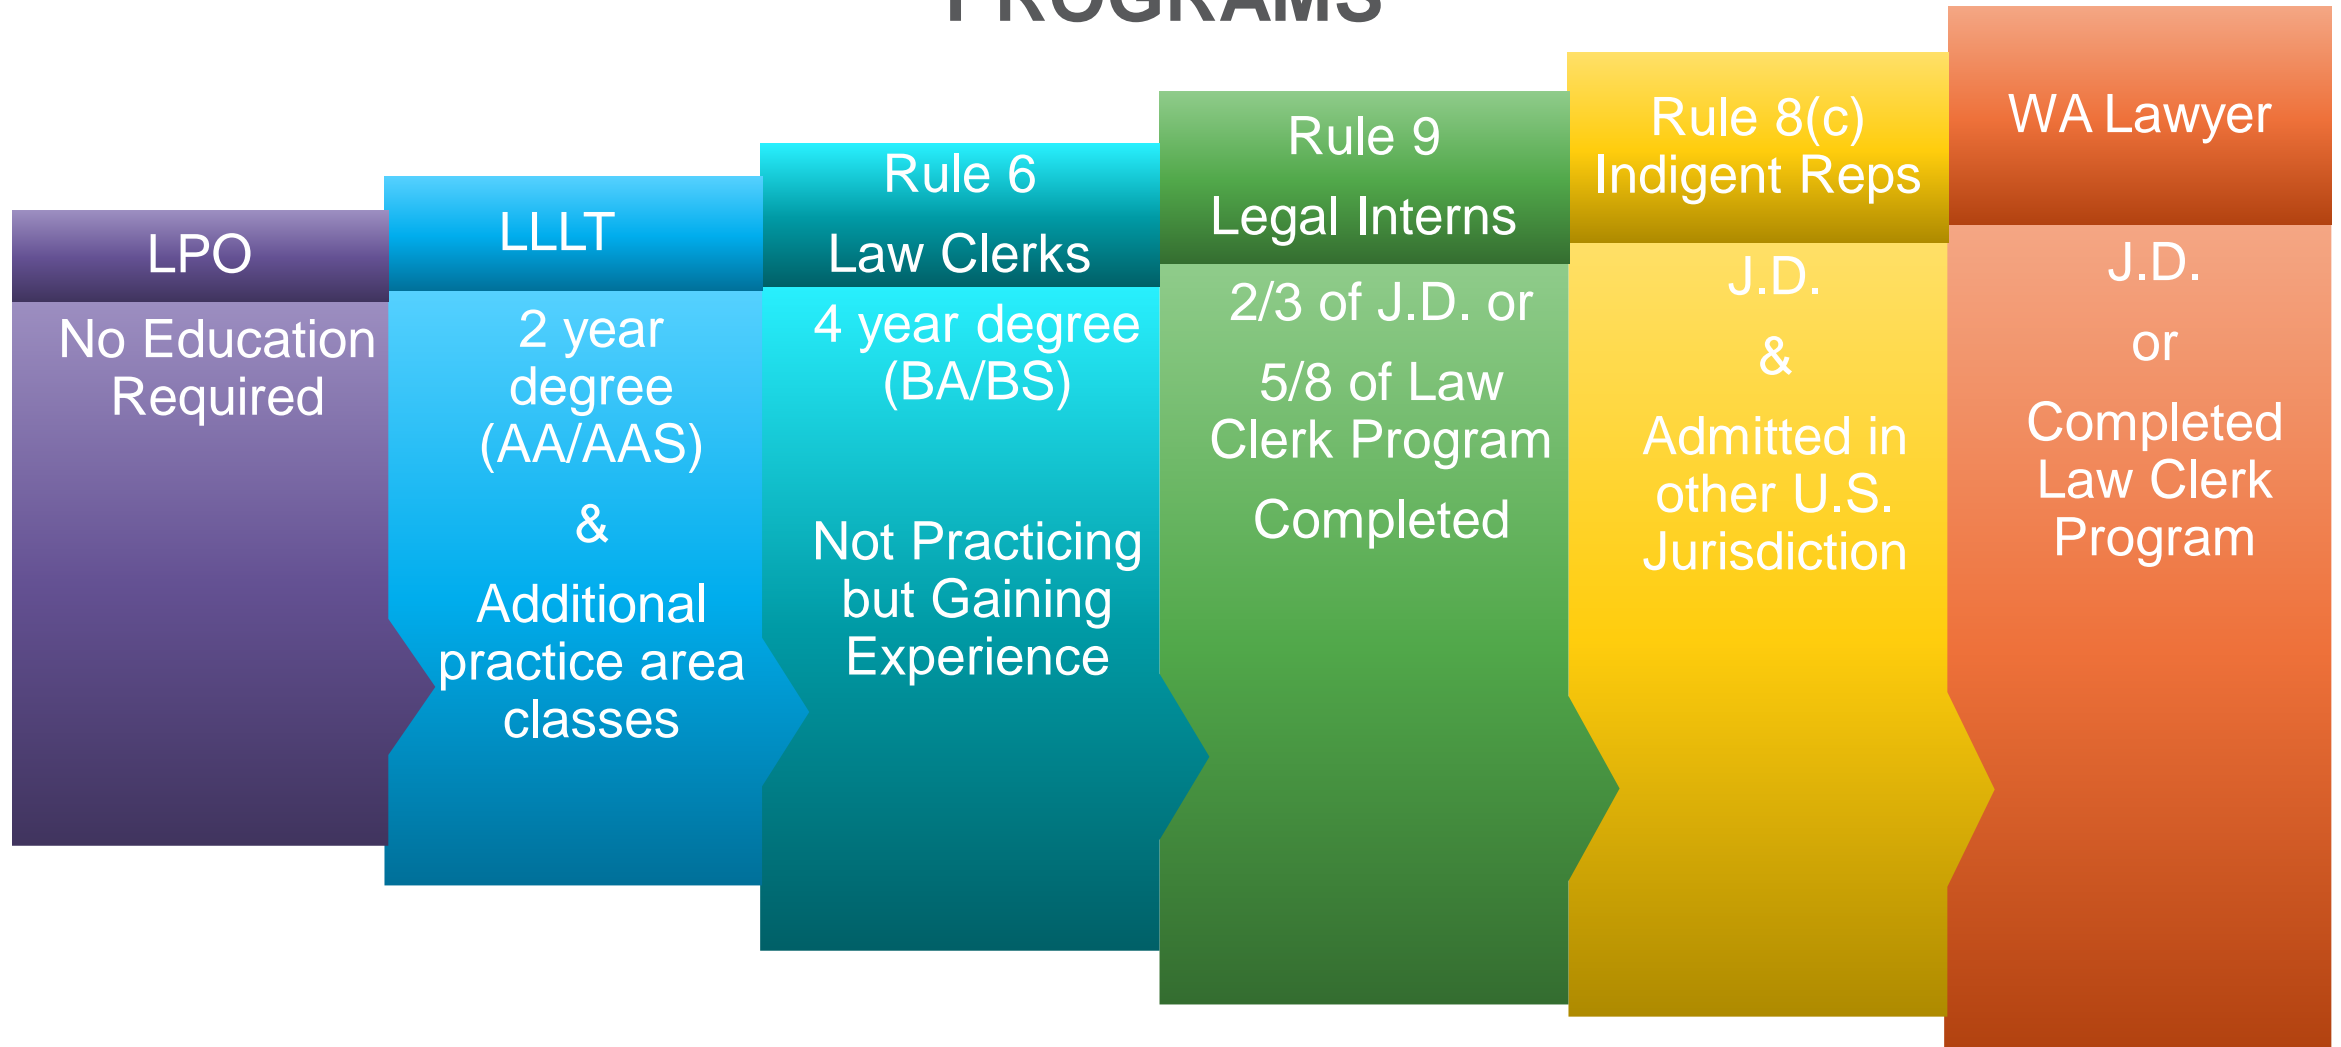 PROGRAMS
LPO
No Education
Required
LLLT
2 year
degree
(AA/AAS)
&
Additional
practice area
classes
Rule 6
Law Clerks
4 year degree
(BA/BS)
Not Practicing
but Gaining
Experience
Rule 9
Legal Interns
2/3 of J.D. or
5/8 of Law
Clerk Program
Completed
Rule 8(c)
Indigent Reps
J.D.
&
Admitted in
other U.S.
Jurisdiction
WA Lawyer
J.D.
or
Completed
Law Clerk
Program